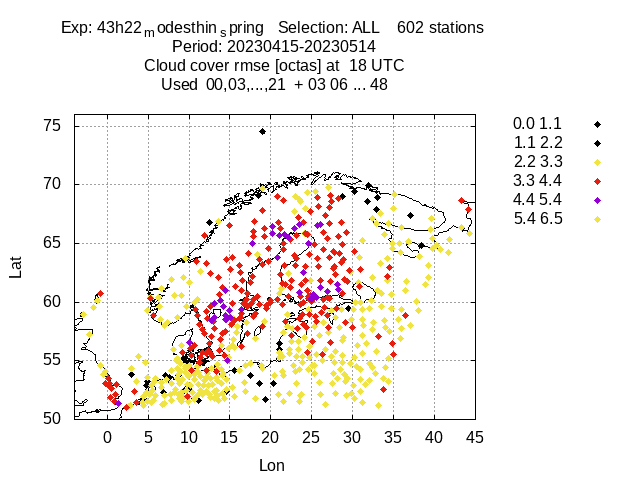 Exp: 43h22modesthinspring Selection: ALL 602 stations
Period: 20230415-20230514
Cloud cover rmse [octas] at 18 UTC
Used 00,03,...,21 + 03 06 ... 48
75
70
65
60
55
50
Lat
0 5 10 15 20 25 30 35 40 45
Lon
0.0 1.1
1.1 2.2
2.2 3.3
3.3 4.4
4.4 5.4
5.4 6.5